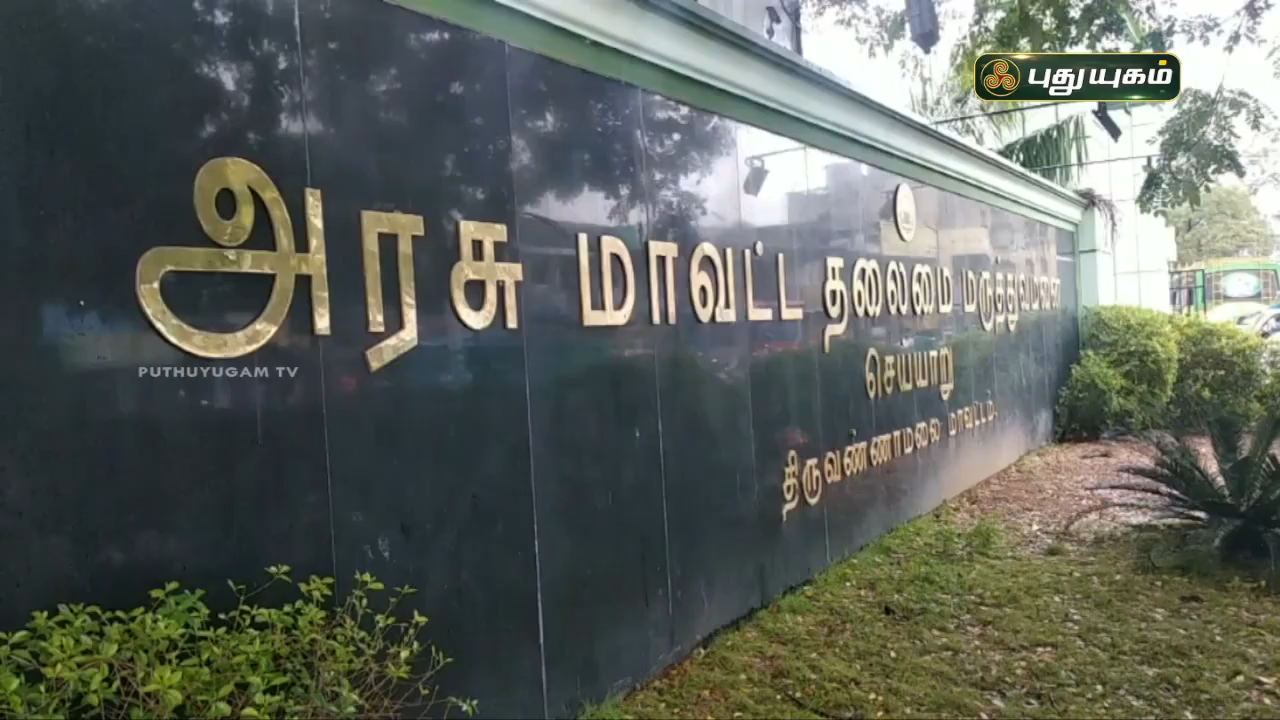 புதுயுகம்
அரசு மாவட்ட தலைமை மருத்துவமனை
செய்யாறு
திருவண்ணாமலை மாவட்டம்.
PUTHUYUGAM TV